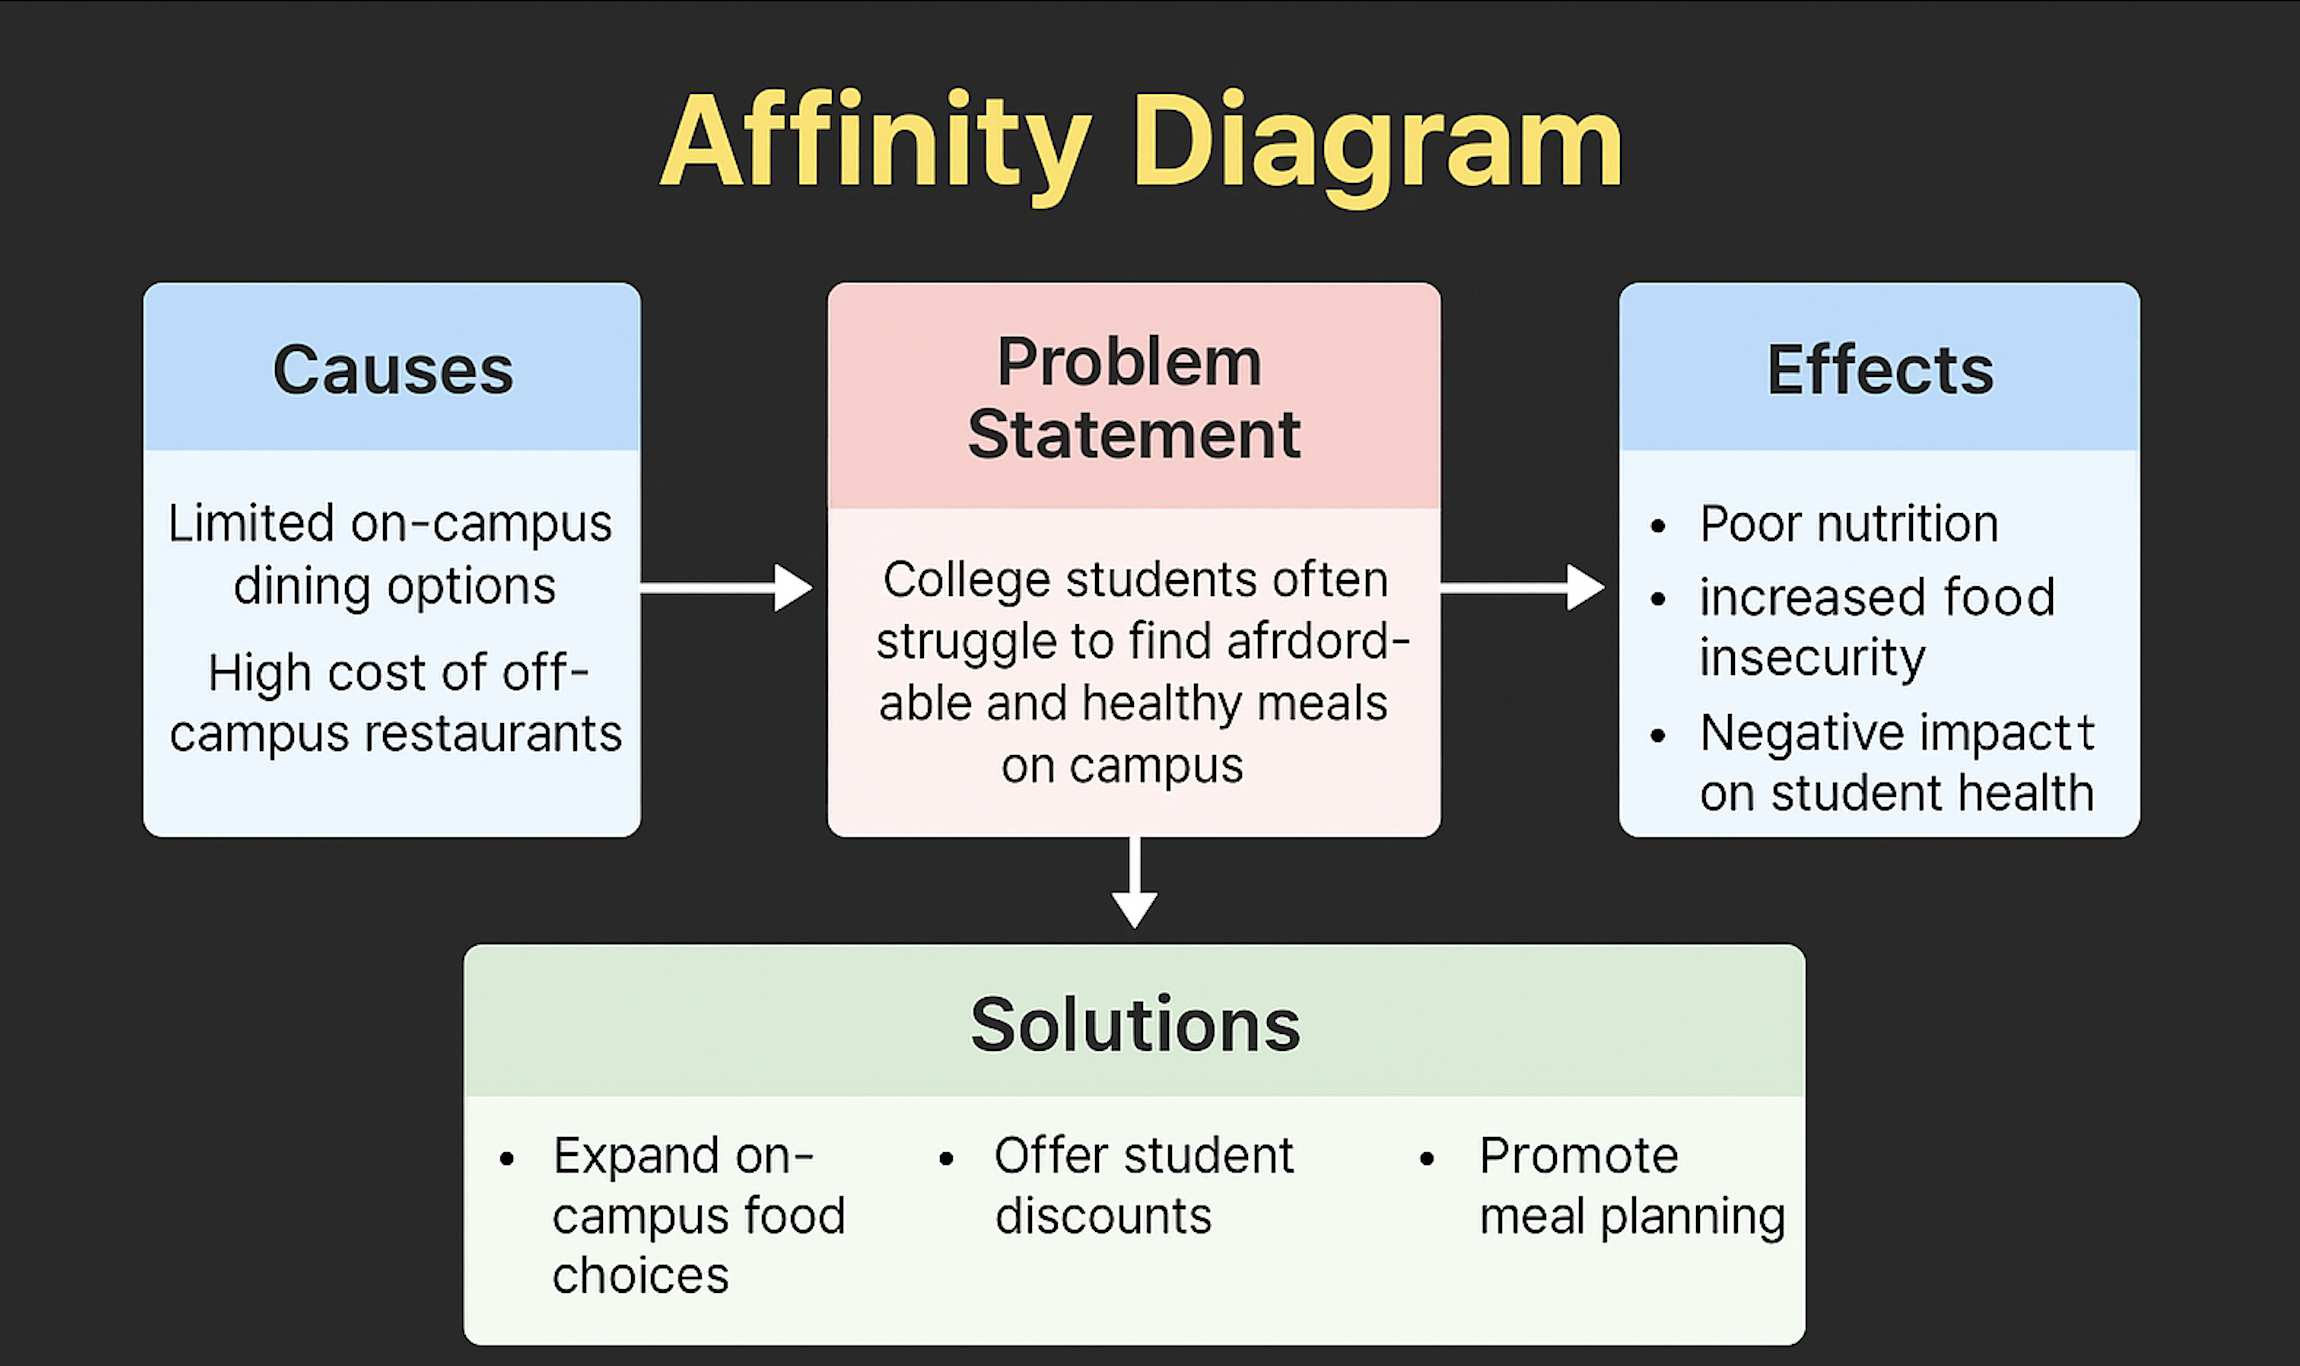 Affinity Diagram
Causes
Limited on-campus
dining options
High cost of off-
campus restaurants
Problem
Statement
College students often
struggle to find afrdord-
able and healthy meals
on campus
Effects
• Poor nutrition
• increased food
insecurity
• Negative impactt
on student health
Solutions
• Expand on-
campus food
choices
• Offer student
discounts
• Promote
meal planning